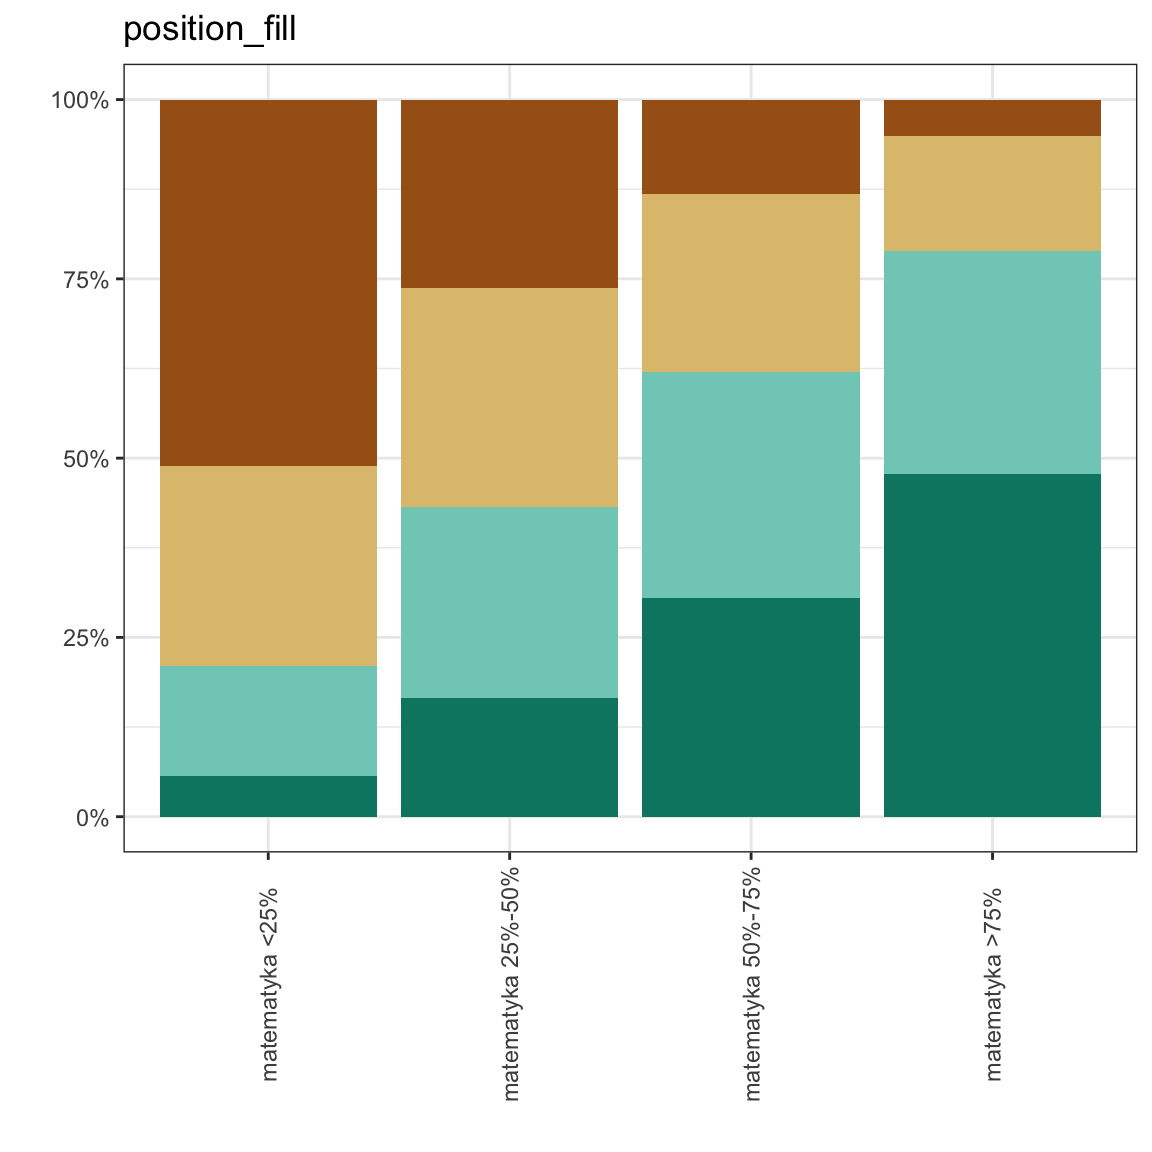 position_fill
100%
75%
50%
25%
0%
matematyka <25%
matematyka 25%-50%
matematyka 50%-75%
matematyka >75%